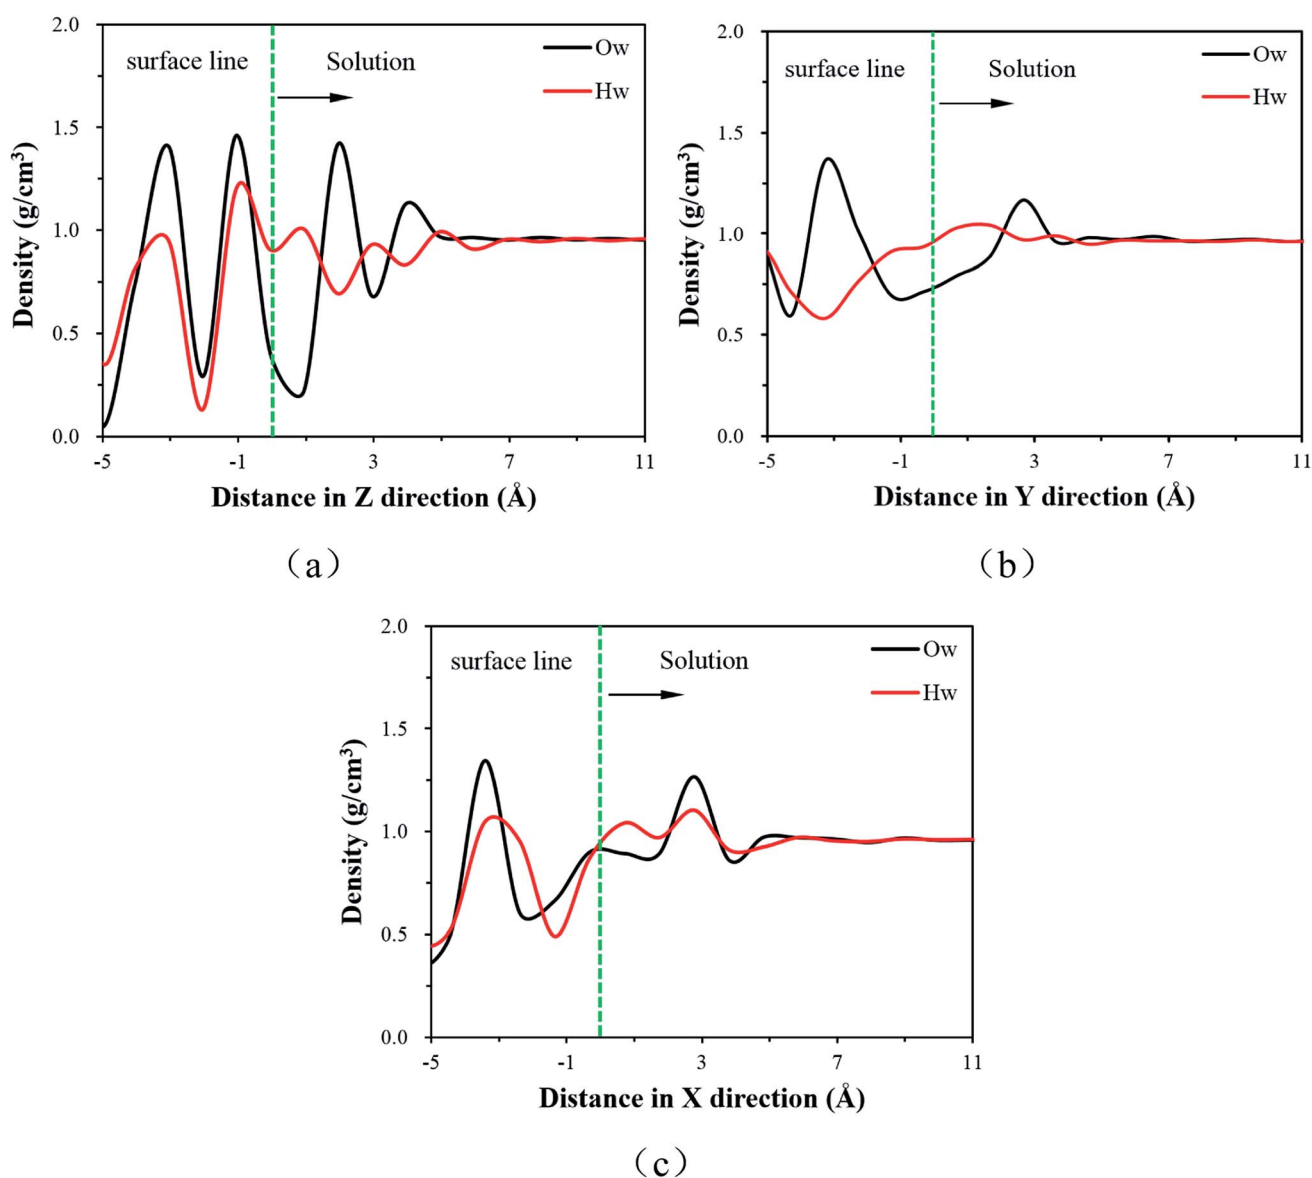 2.0
1.5
1.0
0.5
0.0
Density (g/cm³)
surface line
Solution
Ow
Hw
-5
-1
3
7
11
Distance in Z direction (Å)
（a）
2.0
1.5
1.0
0.5
0.0
Density (g/cm³)
surface line
Solution
Ow
Hw
-5
-1
3
7
11
Distance in Y direction (Å)
（b）
2.0
1.5
1.0
0.5
0.0
Density (g/cm³)
surface line
Solution
Ow
Hw
-5
-1
3
7
11
Distance in X direction (Å)
（c）